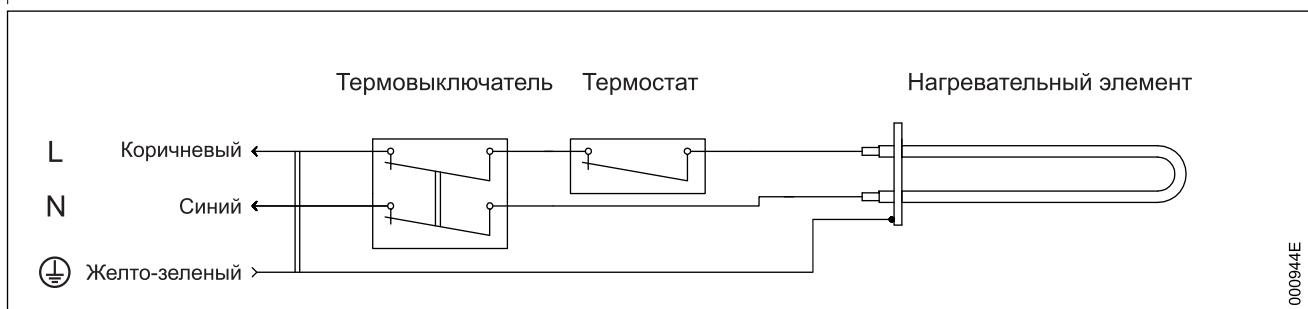 Термовыключатель Термостат Нагревательный элемент
L Коричневый
N Синий
Желто-зеленый
000944E